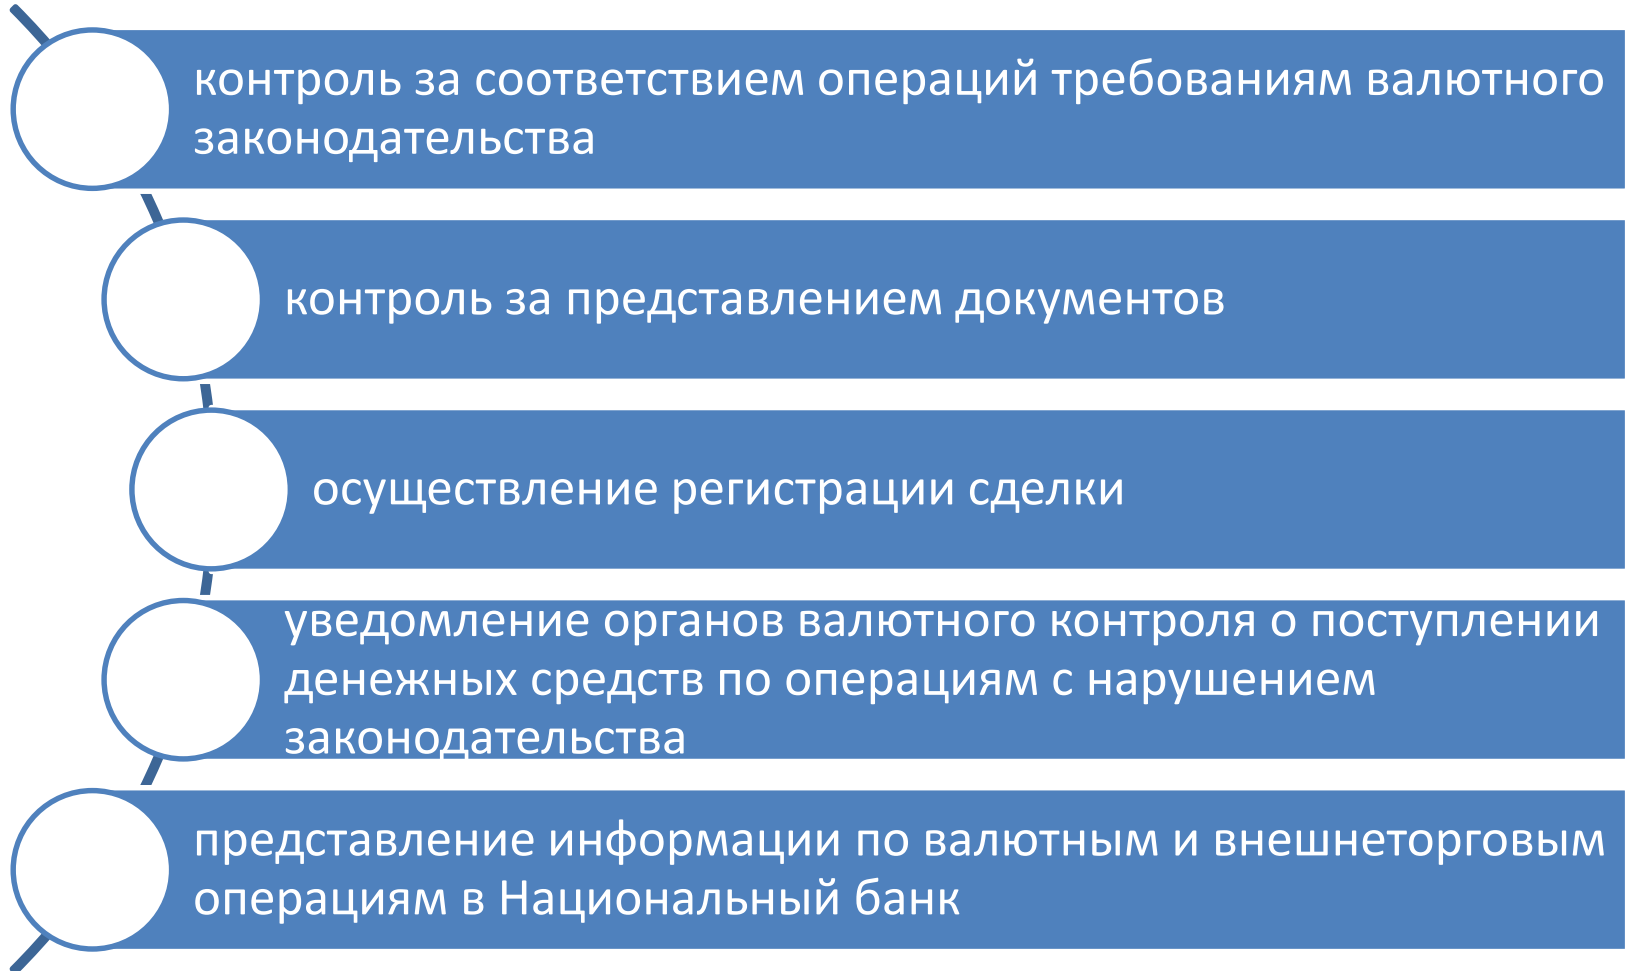 контроль за соответствием операций требованиям валютного
законодательства
контроль за представлением документов
осуществление регистрации сделки
уведомление органов валютного контроля о поступлении
денежных средств по операциям с нарушением
законодательства
представление информации по валютным и внешнеторговым
операциям в Национальный банк